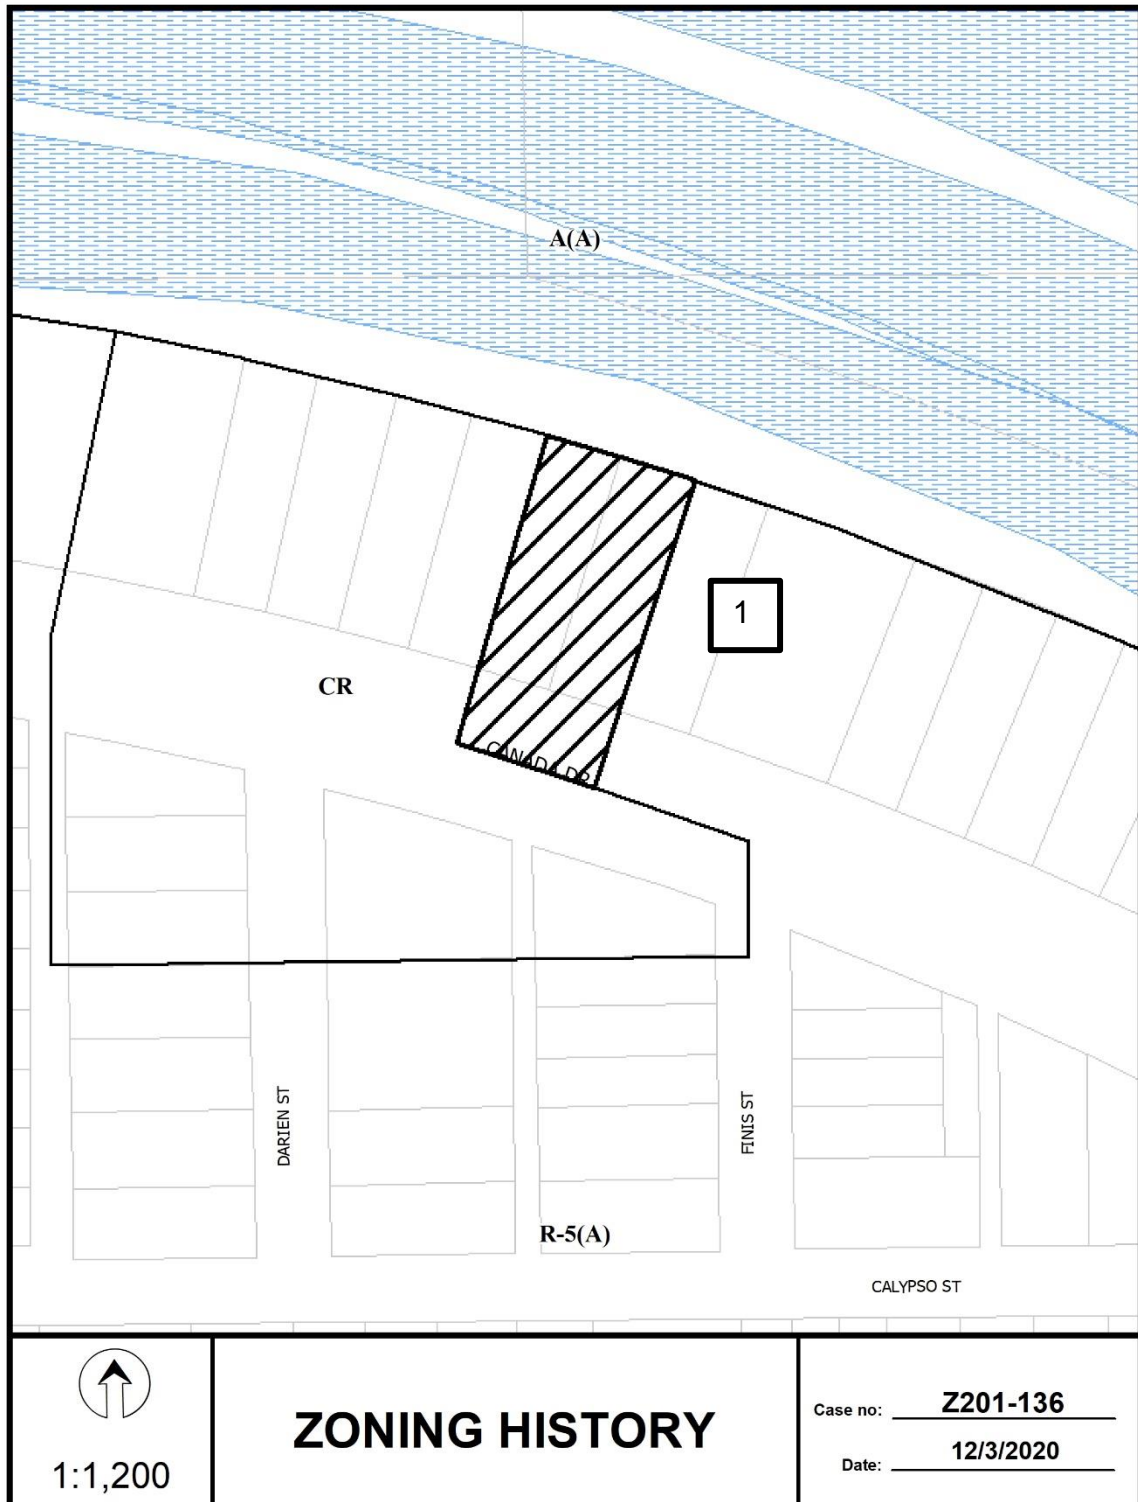 A(A)
1
CR
CANADA DR
DARIEN ST
FINIS ST
R-5(A)
CALYPSO ST
1:1,200
ZONING HISTORY
Case no: Z201-136
Date: 12/3/2020